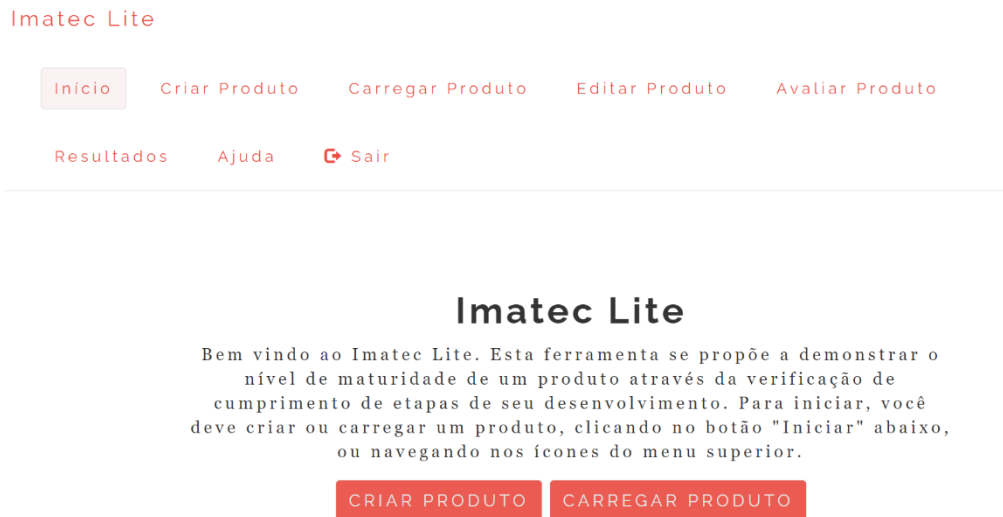 Imatec Lite
Início Criar Produto Carregar Produto Editar Produto Avaliar Produto
Resultados Ajuda Sair
Imatec Lite
Bem vindo ao Imatec Lite. Esta ferramenta se propõe a demonstrar o
nível de maturidade de um produto através da verificação de
cumprimento de etapas de seu desenvolvimento. Para iniciar, você
deve criar ou carregar um produto, clicando no botão "Iniciar" abaixo,
ou navegando nos ícones do menu superior.
CRIAR PRODUTO CARREGAR PRODUTO